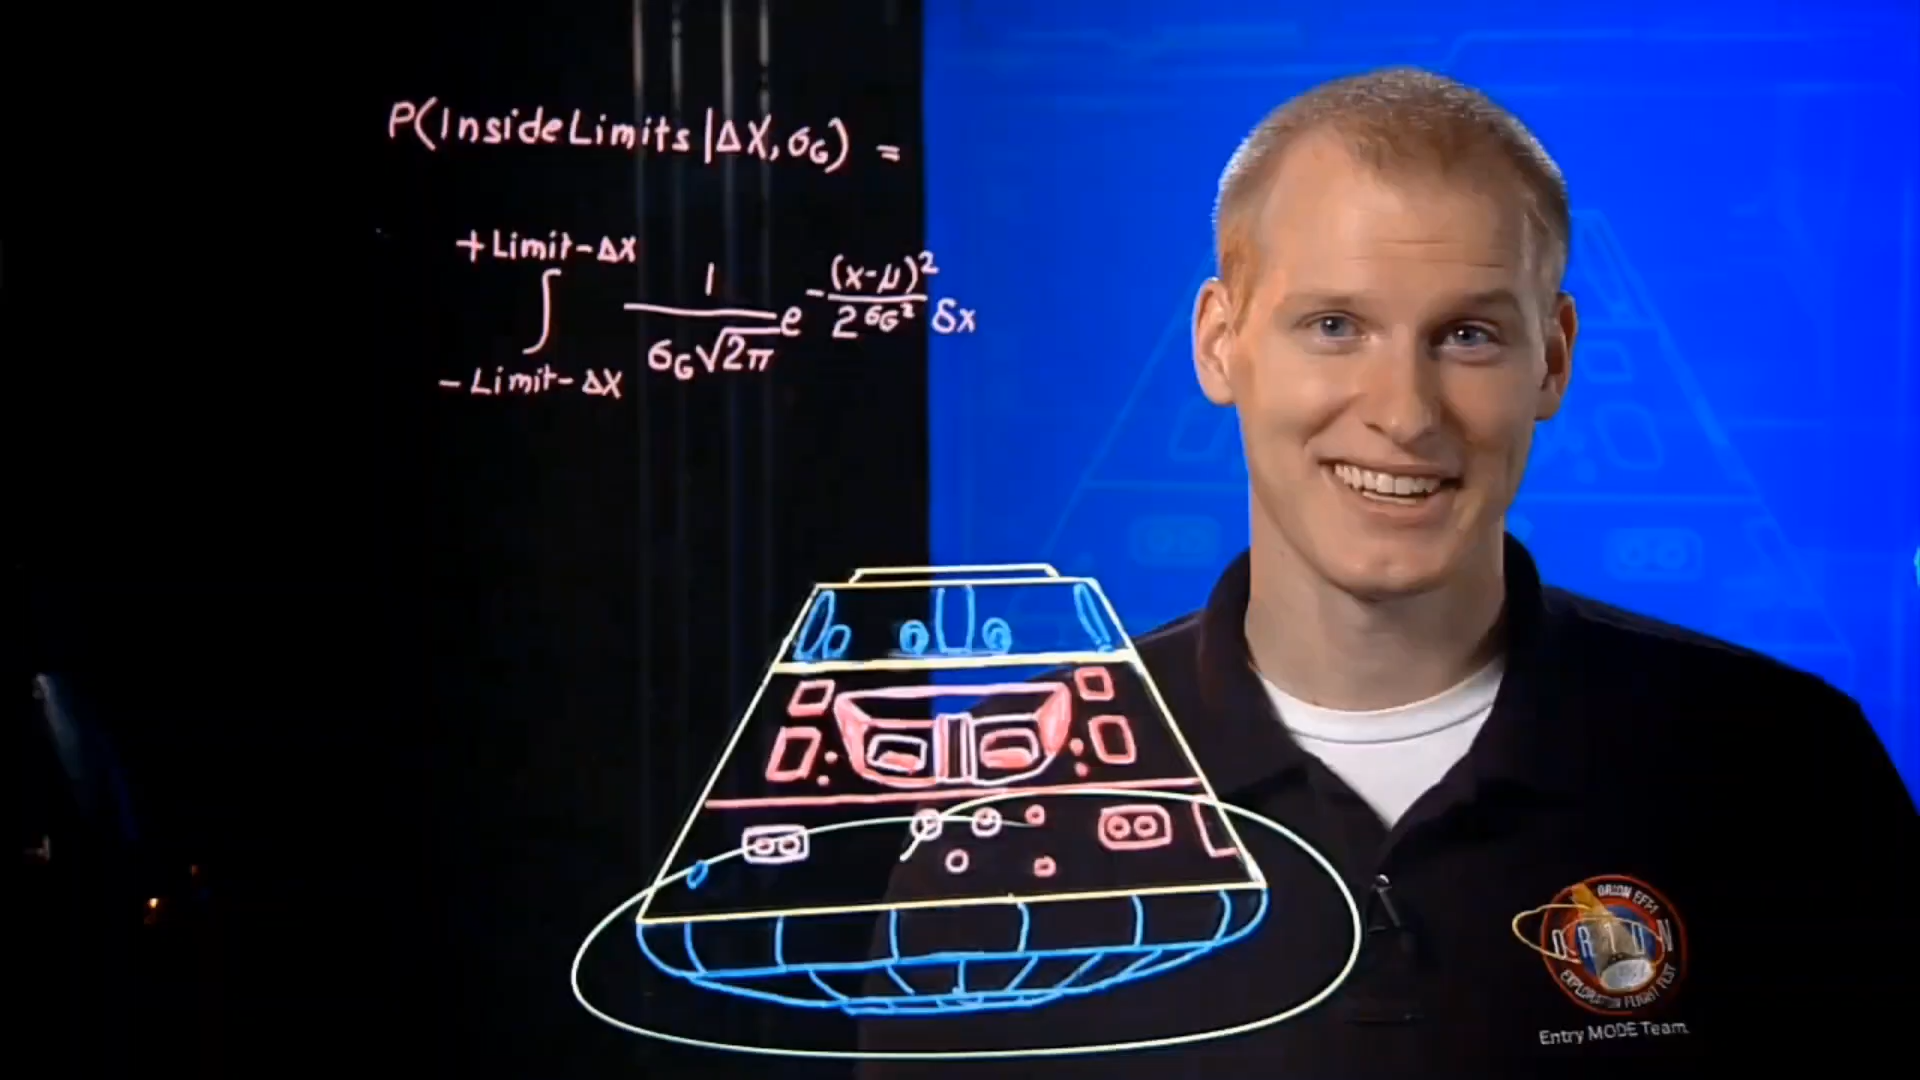 P(InsideLimits|ΔX,σG) =
+Limit-ΔX
∫ 1/(σG√2π) e^-(x-μ)²/2σG² δx
-Limit-ΔX
ORION EFT-1
ORION
EXPLORATION FLIGHT TEST
Entry MODE Team